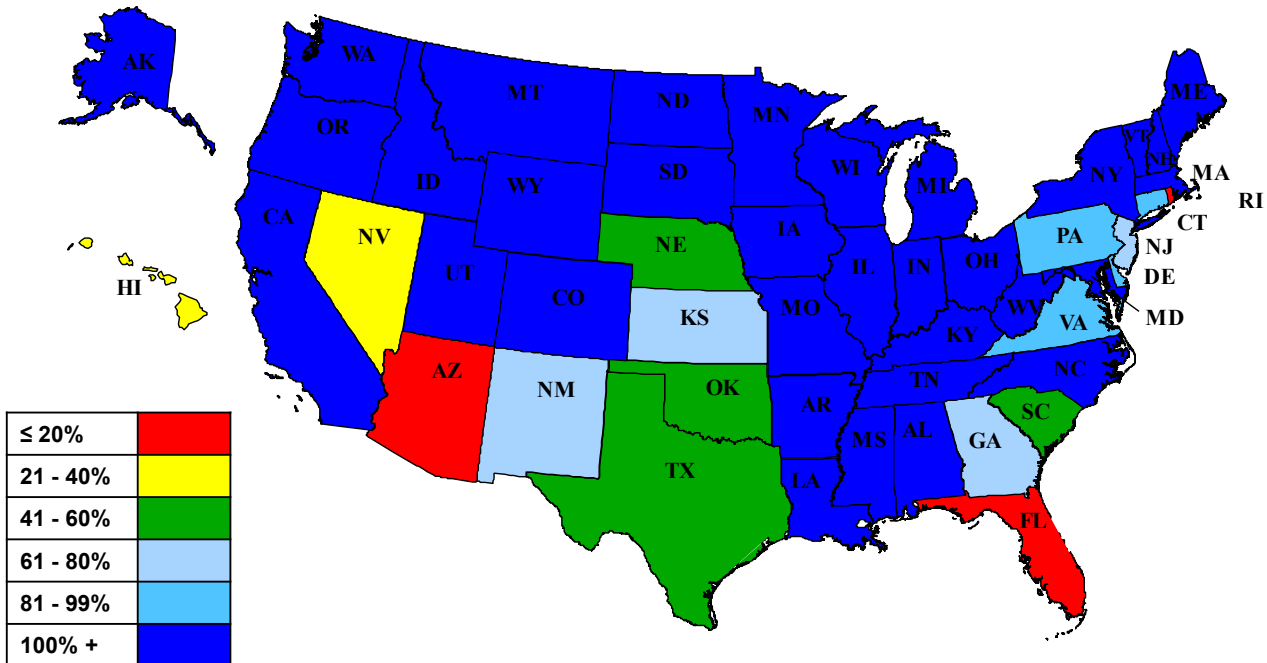 AK
WA
MT
ND
MN
ME
OR
ID
WY
SD
WI
MI
NY
VT
NH
MA
RI
CT
CA
NV
UT
CO
NE
IA
IL
IN
OH
PA
NJ
DE
MD
HI
KS
MO
KY
WV
VA
AZ
NM
OK
AR
TN
NC
SC
TX
LA
MS
AL
GA
FL
≤ 20%
21 - 40%
41 - 60%
61 - 80%
81 - 99%
100% +